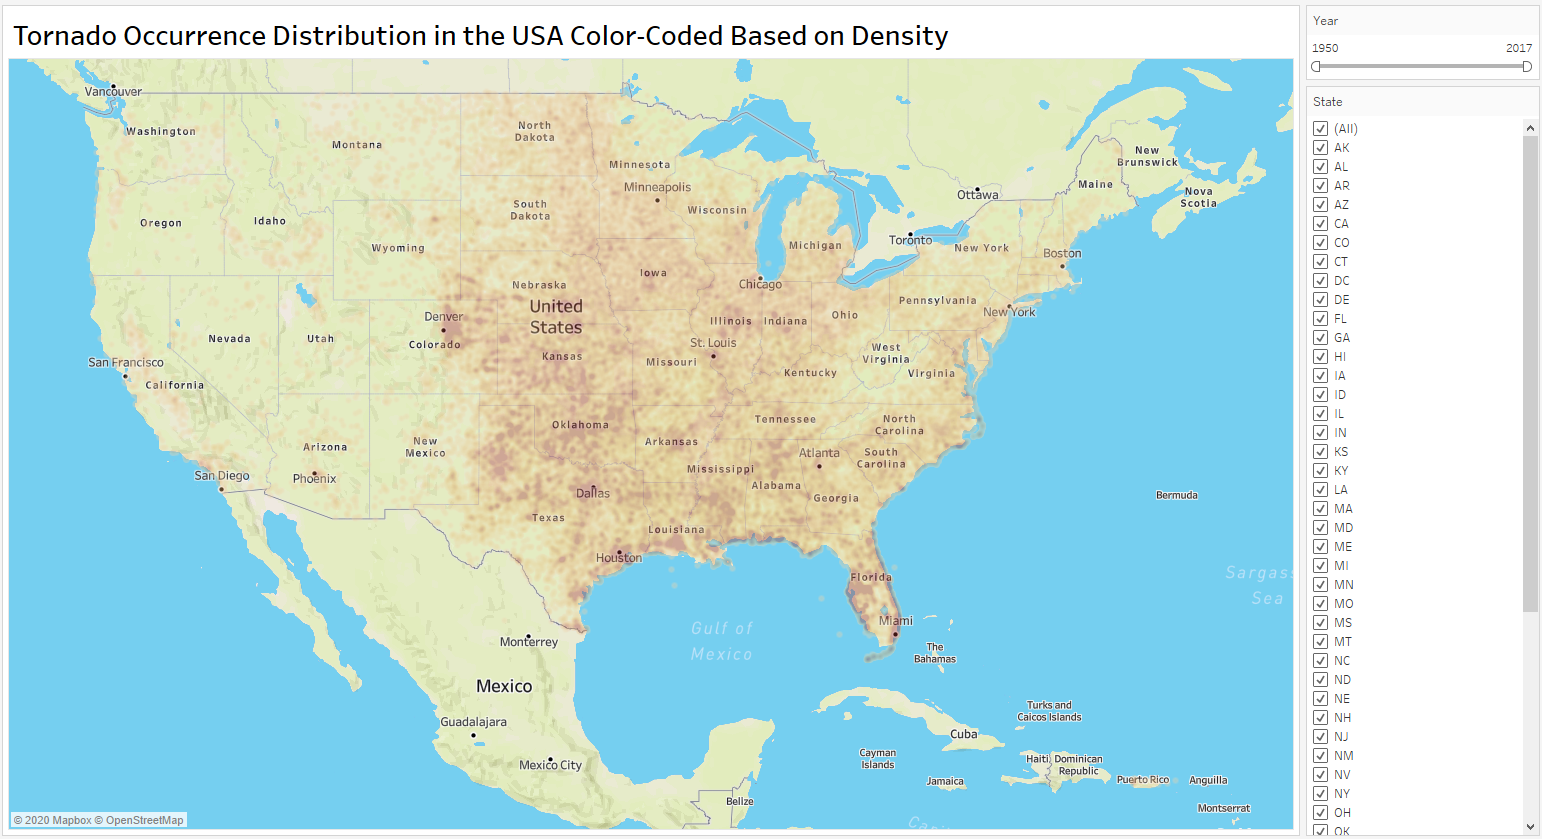 Tornado Occurrence Distribution in the USA Color-Coded Based on Density
Vancouver
Washington
Montana
North
Dakota
Minnesota
Minneapolis
Ottawa
Maine
New
Brunswick
Nova
Scotia
Oregon
Idaho
South
Dakota
Wisconsin
Michigan
Toronto
New York
Boston
Wyoming
Iowa
Chicago
Nebraska
United
States
Pennsylvania
New York
Denver
Colorado
Nevada
Utah
Illinois
Indiana
Ohio
St. Louis
West
Virginia
Virginia
San Francisco
California
Kansas
Missouri
Kentucky
Oklahoma
Tennessee
North
Carolina
Arizona
New
Mexico
Arkansas
Atlanta
South
Carolina
San Diego
Phoenix
Mississippi
Alabama
Georgia
Dallas
Texas
Louisiana
Houston
Florida
Miami
Bermuda
Sargass
Sea
Gulf of
Mexico
Monterrey
The
Bahamas
Mexico
Guadalajara
Mexico City
Turks and
Caicos Islands
Cuba
Cayman
Islands
Haiti
Dominican
Republic
Jamaica
Puerto Rico
Anguilla
Montserrat
Belize
© 2020 Mapbox © OpenStreetMap
Year
1950
2017
State
(All)
AK
AL
AR
AZ
CA
CO
CT
DC
DE
FL
GA
HI
IA
ID
IL
IN
KS
KY
LA
MA
MD
ME
MI
MN
MO
MS
MT
NC
ND
NE
NH
NJ
NM
NV
NY
OH
OK